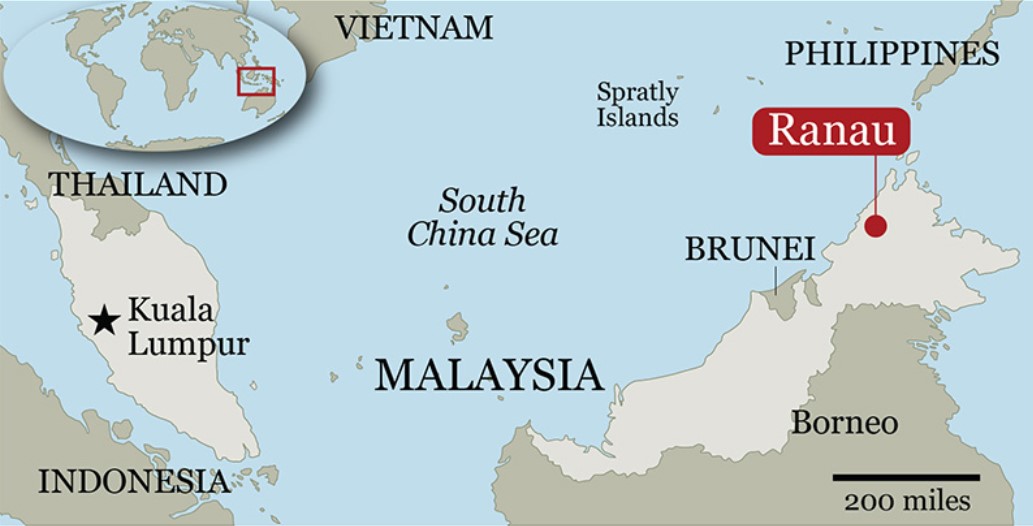 VIETNAM
PHILIPPINES
Spratly
Islands
Ranau
THAILAND
South
China Sea
BRUNEI
Kuala
Lumpur
MALAYSIA
Borneo
INDONESIA
200 miles